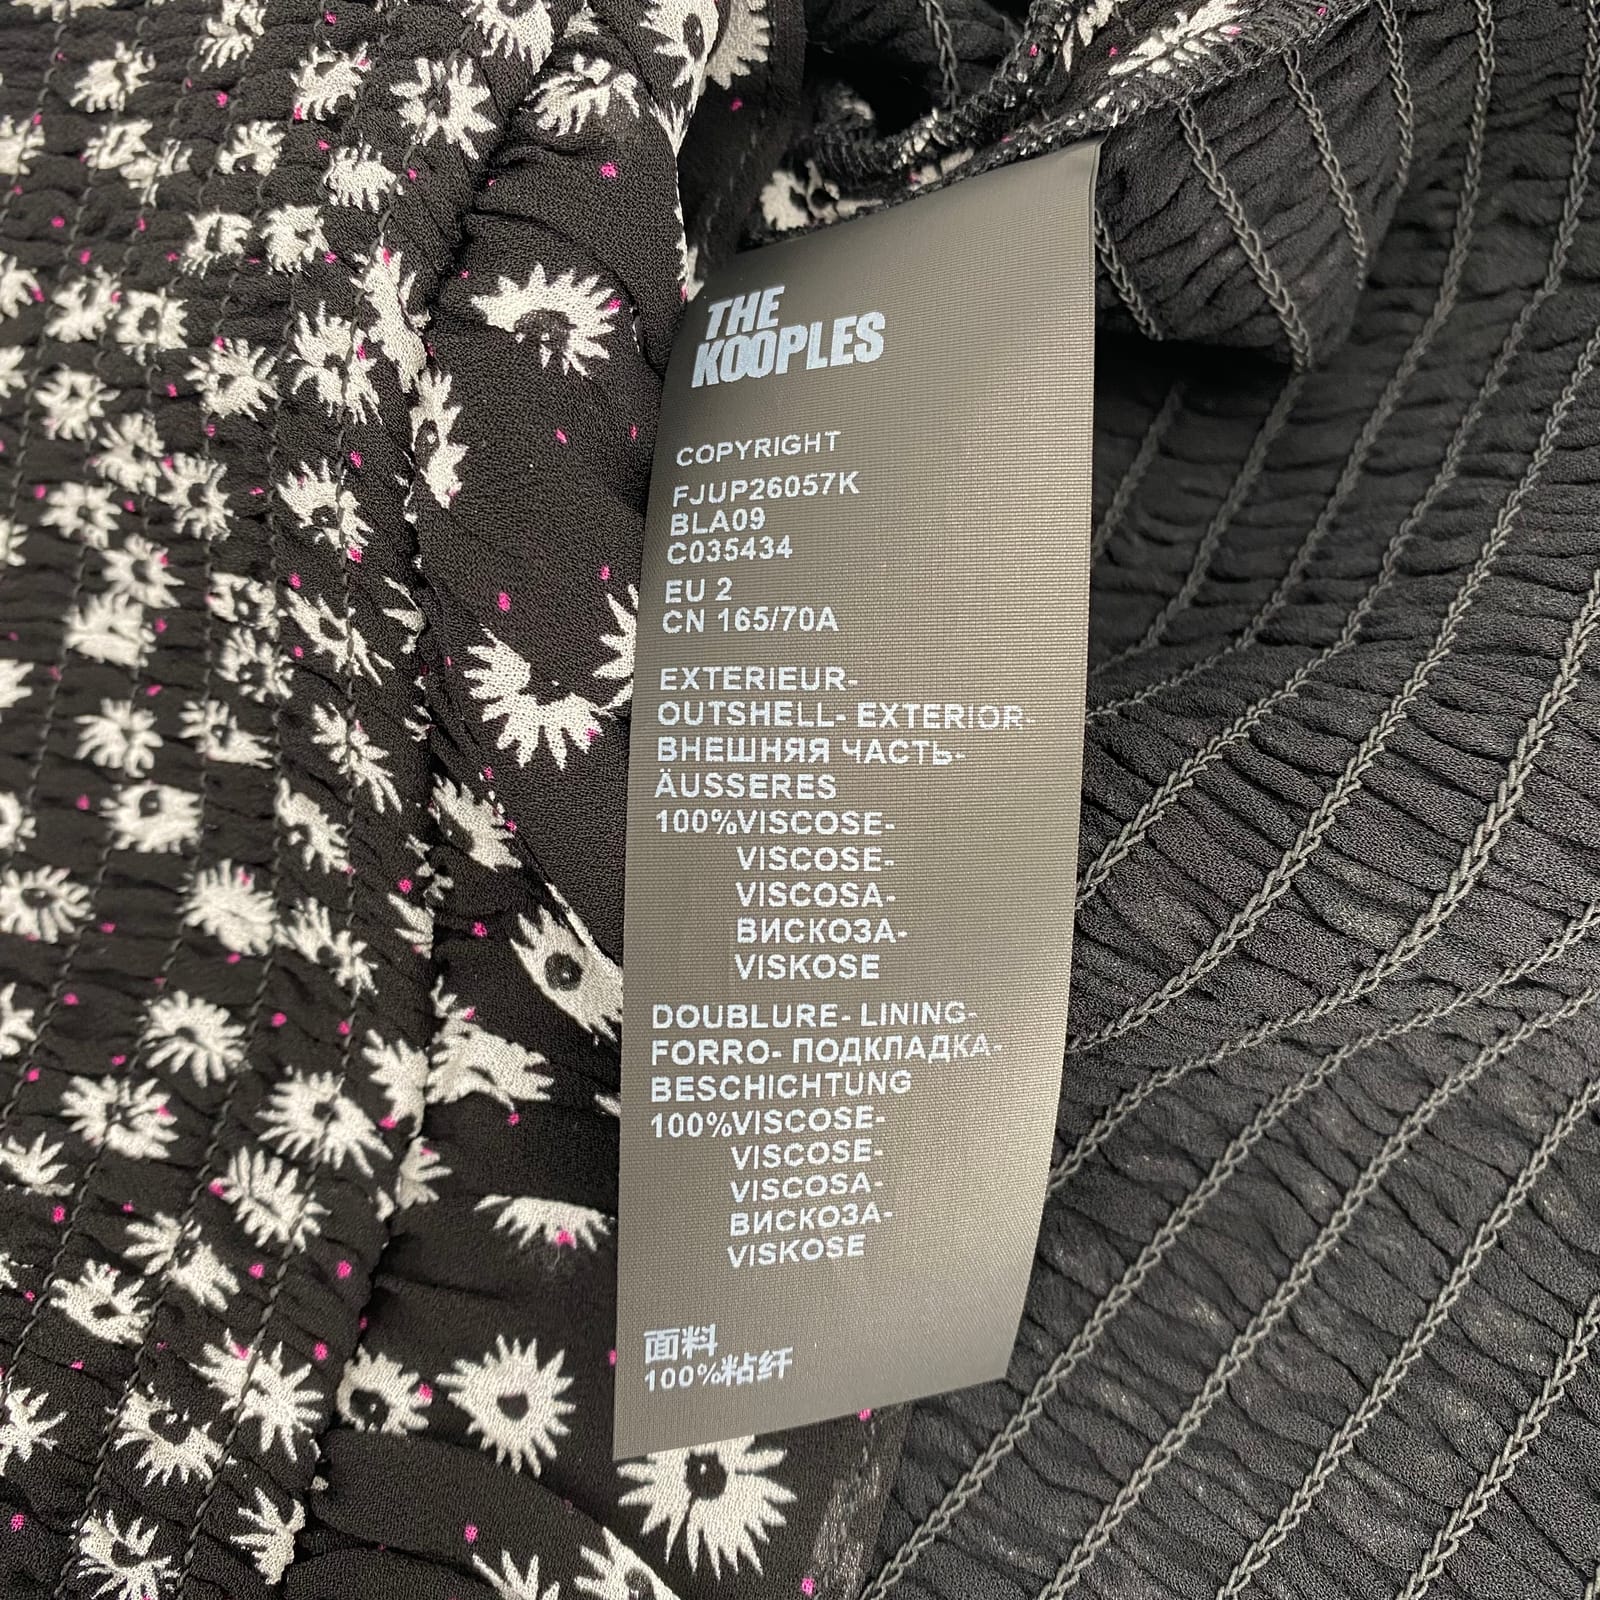 THE
KOOPLES
COPYRIGHT
FJUP26057K
BLA09
C035434
EU 2
CN 165/70A
EXTERIEUR-
OUTSHELL- EXTERIOR-
ВНЕШНЯЯ ЧАСТЬ-
ÄUSSERES
100%VISCOSE-
VISCOSE-
VISCOSA-
ВИСКОЗА-
VISKOSE
DOUBLURE- LINING-
FORRO- ПОДКЛАДКА-
BESCHICHTUNG
100%VISCOSE-
VISCOSE-
VISCOSA-
ВИСКОЗА-
VISKOSE
面料
100%粘纤